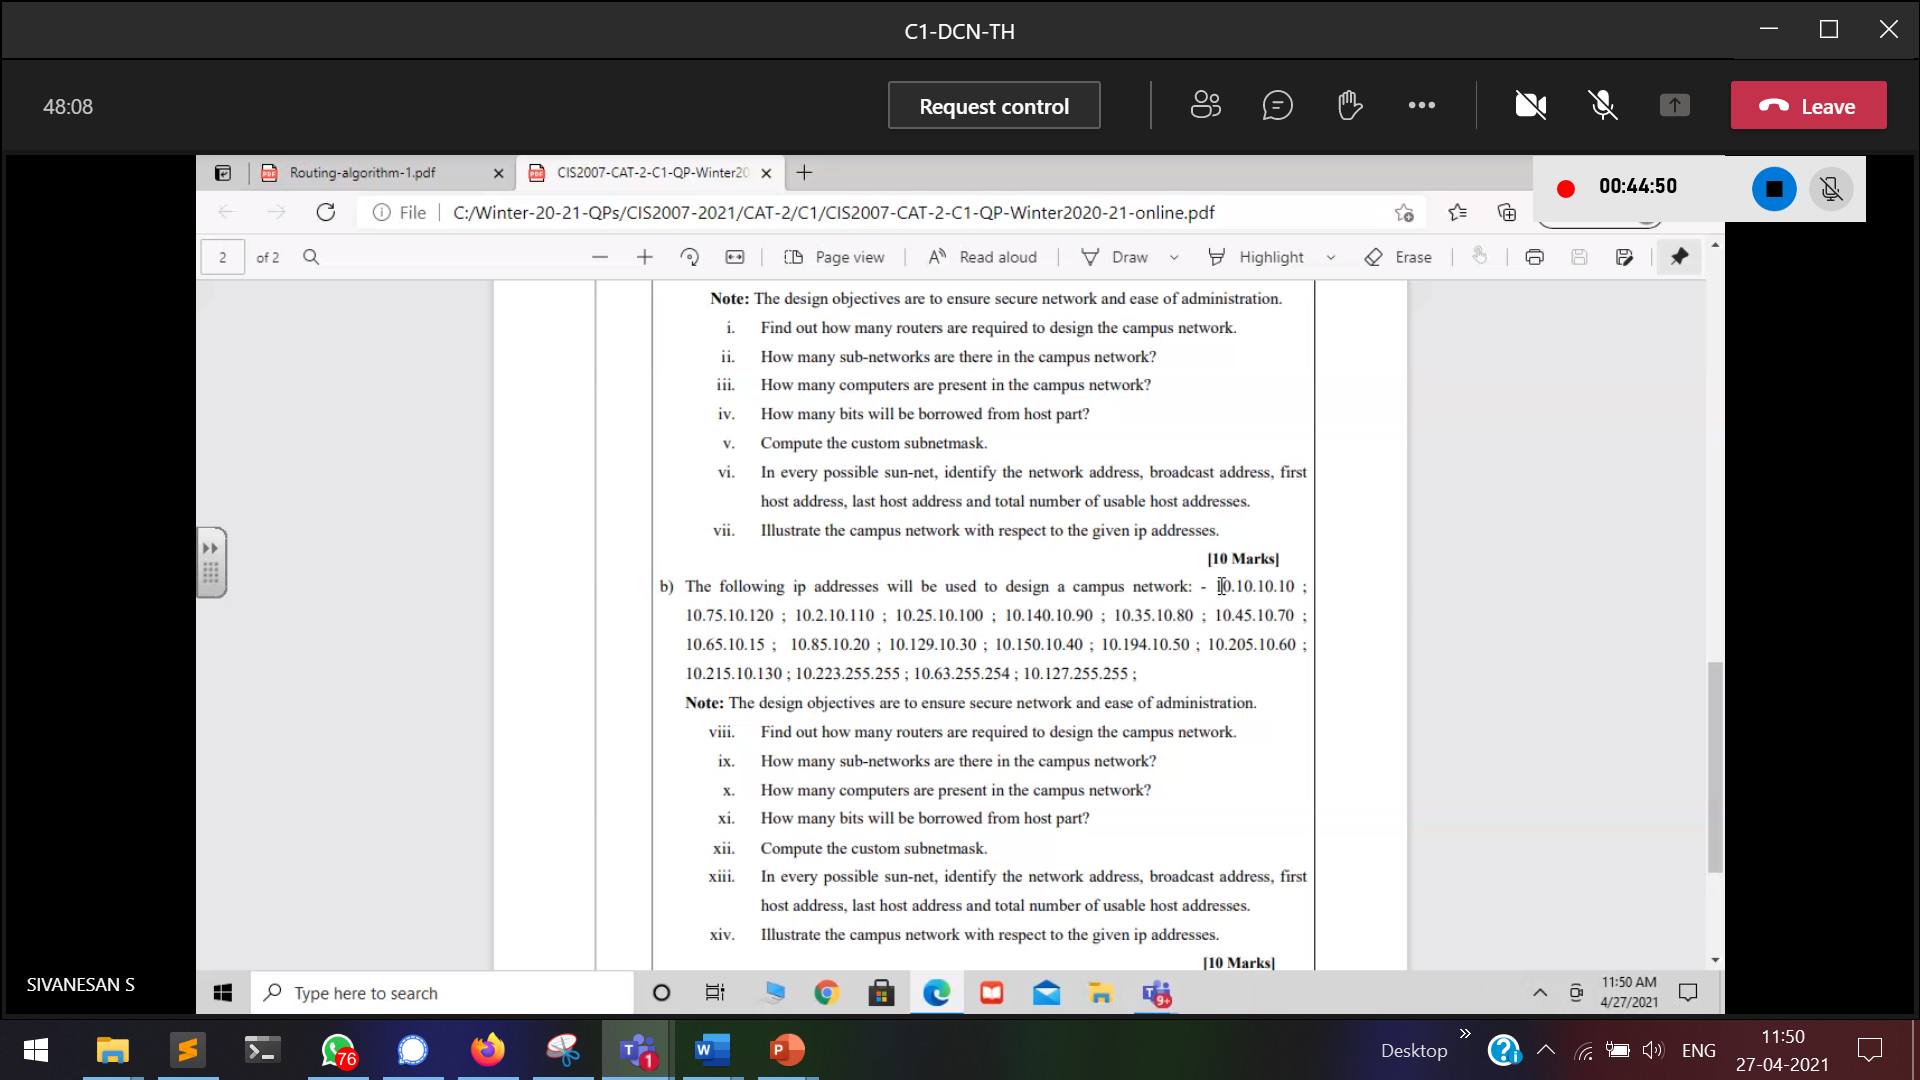 C1-DCN-TH
48:08
Request control
Leave
Routing-algorithm-1.pdf
CIS2007-CAT-2-C1-QP-Winter20
00:44:50
File
C:/Winter-20-21-QPs/CIS2007-2021/CAT-2/C1/CIS2007-CAT-2-C1-QP-Winter2020-21-online.pdf
2 of 2
Page view
Read aloud
Draw
Highlight
Erase
Note: The design objectives are to ensure secure network and ease of administration.
i. Find out how many routers are required to design the campus network.
ii. How many sub-networks are there in the campus network?
iii. How many computers are present in the campus network?
iv. How many bits will be borrowed from host part?
v. Compute the custom subnetmask.
vi. In every possible sun-net, identify the network address, broadcast address, first
host address, last host address and total number of usable host addresses.
vii. Illustrate the campus network with respect to the given ip addresses.
[10 Marks]
b) The following ip addresses will be used to design a campus network: - 10.10.10.10 ;
10.75.10.120 ; 10.2.10.110 ; 10.25.10.100 ; 10.140.10.90 ; 10.35.10.80 ; 10.45.10.70 ;
10.65.10.15 ; 10.85.10.20 ; 10.129.10.30 ; 10.150.10.40 ; 10.194.10.50 ; 10.205.10.60 ;
10.215.10.130 ; 10.223.255.255 ; 10.63.255.254 ; 10.127.255.255 ;
Note: The design objectives are to ensure secure network and ease of administration.
viii. Find out how many routers are required to design the campus network.
ix. How many sub-networks are there in the campus network?
x. How many computers are present in the campus network?
xi. How many bits will be borrowed from host part?
xii. Compute the custom subnetmask.
xiii. In every possible sun-net, identify the network address, broadcast address, first
host address, last host address and total number of usable host addresses.
xiv. Illustrate the campus network with respect to the given ip addresses.
[10 Marks]
SIVANESAN S
Type here to search
9+
11:50 AM
4/27/2021
76
1
Desktop
ENG
11:50
27-04-2021